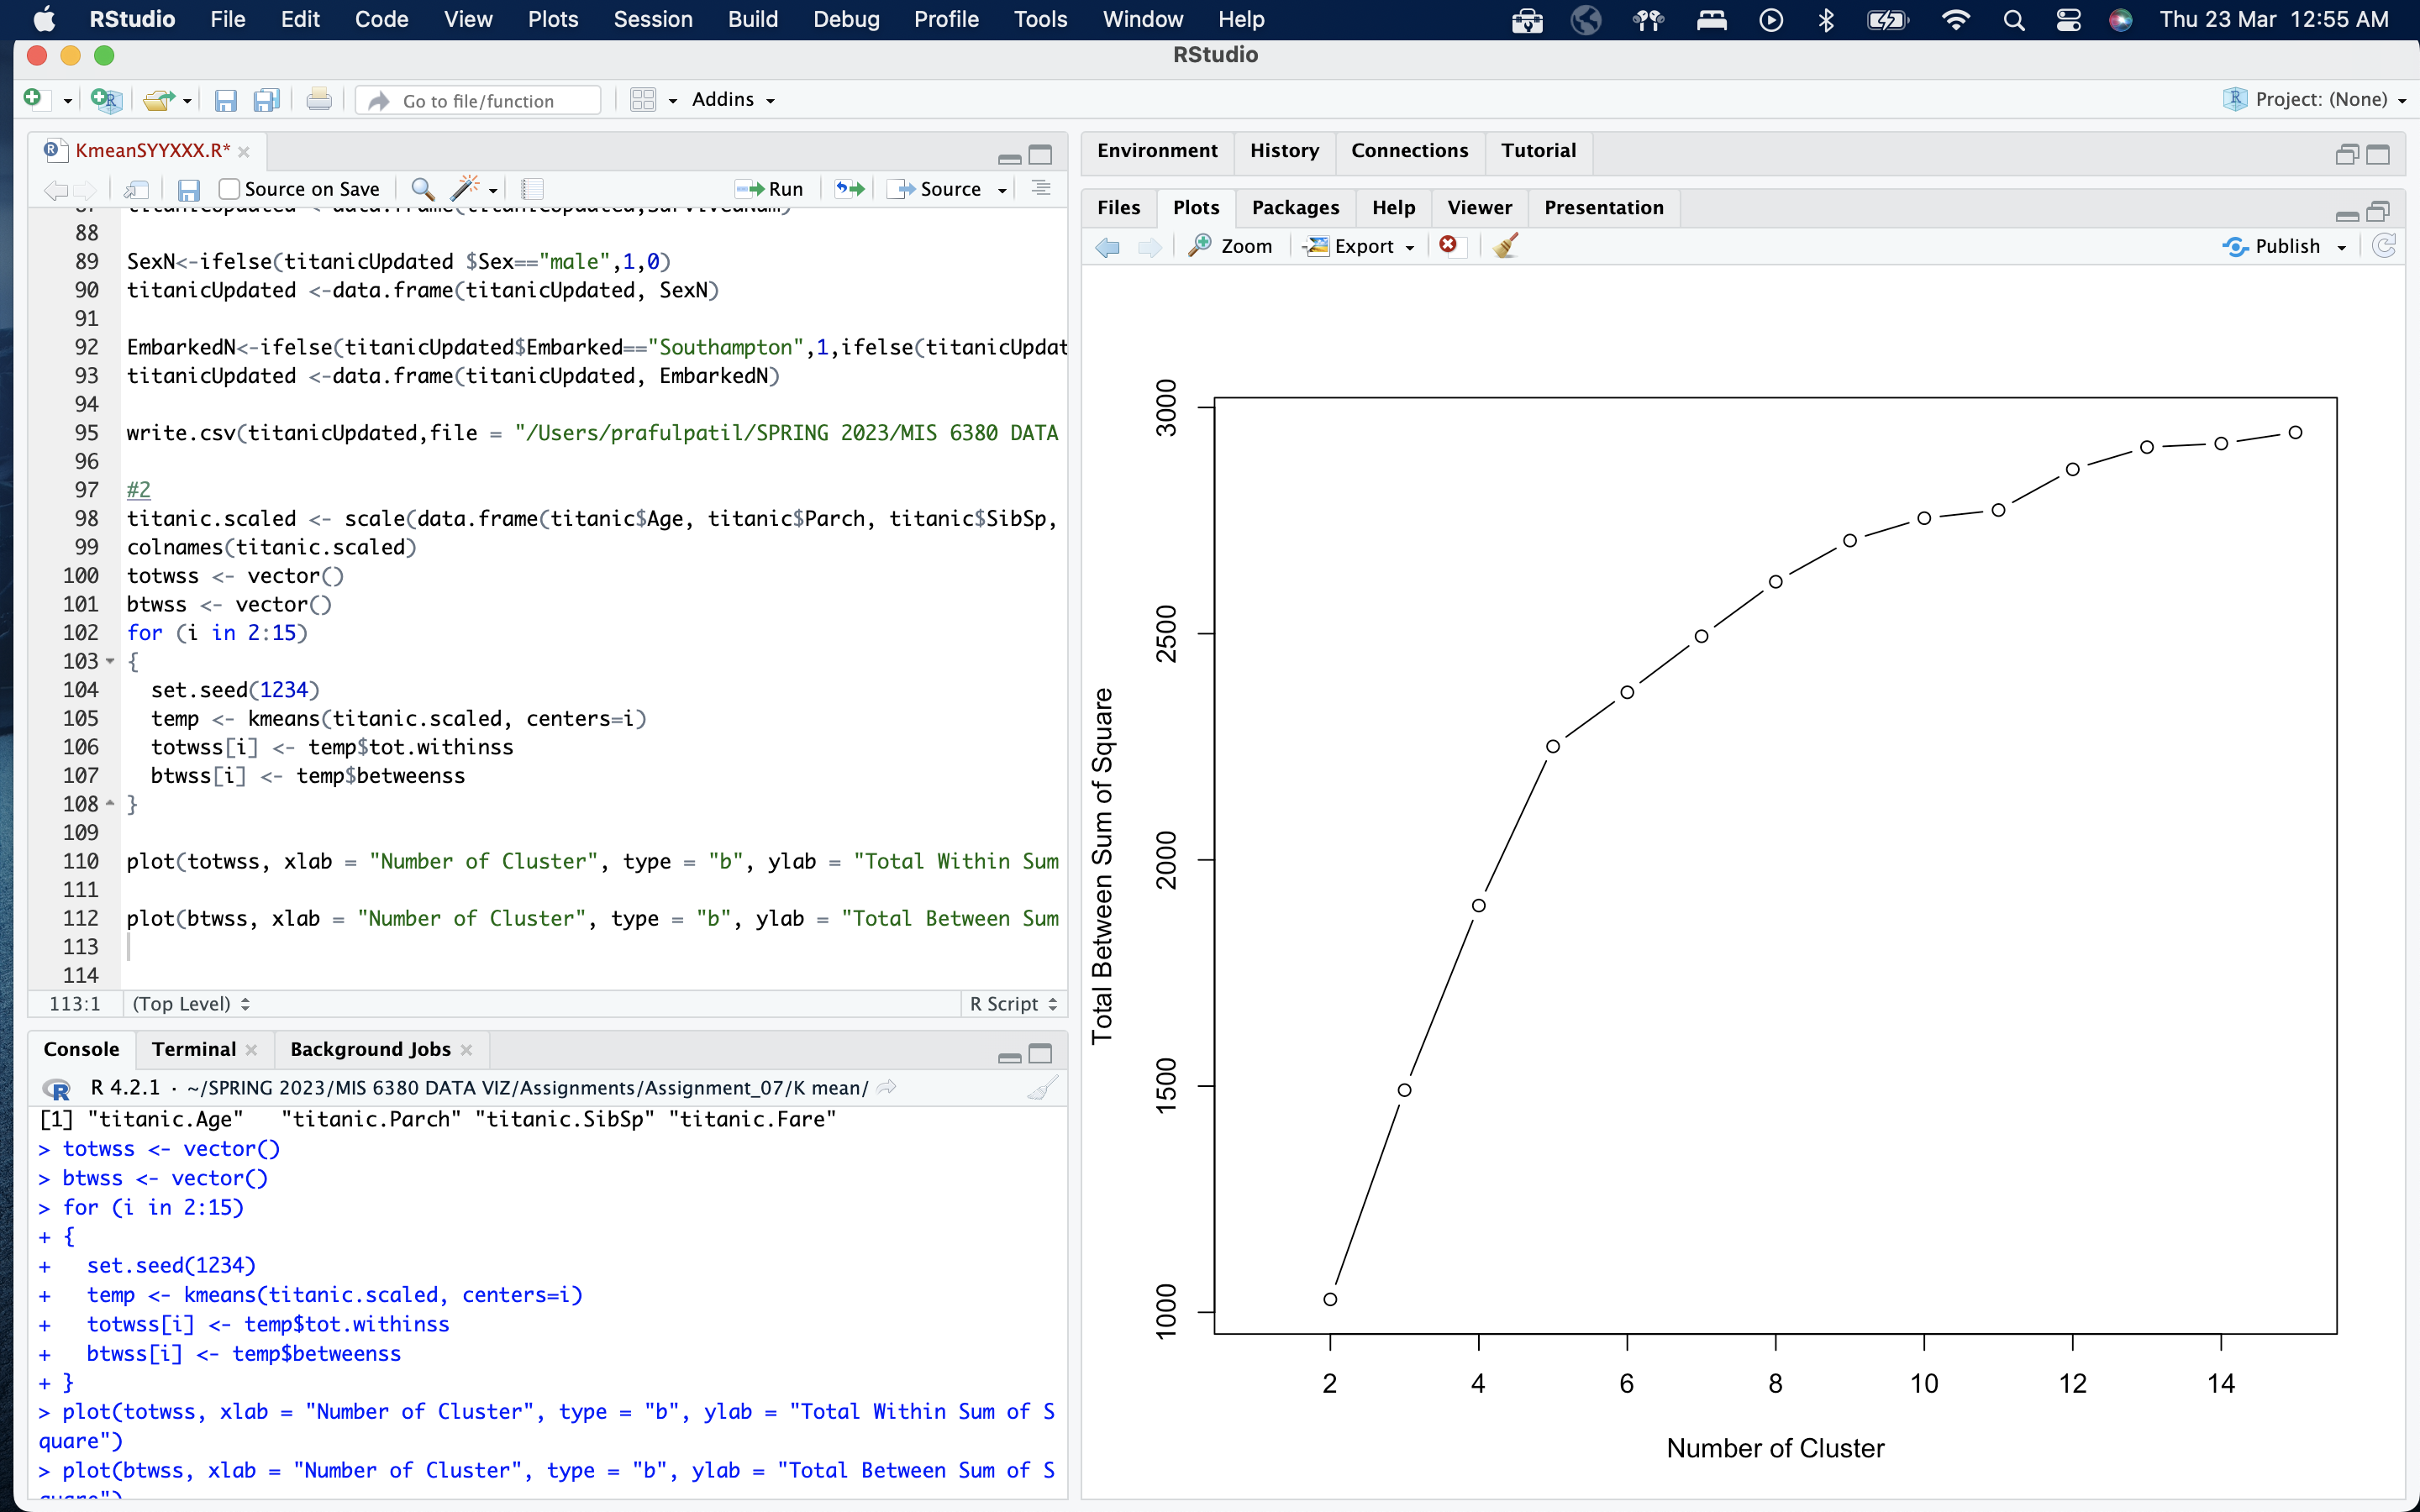 RStudio File Edit Code View Plots Session Build Debug Profile Tools Window Help Thu 23 Mar 12:55 AM
RStudio
Go to file/function Addins Project: (None)
KmeanSYYXXX.R*
Source on Save Run Source
88
89 SexN<-ifelse(titanicUpdated $Sex=="male",1,0)
90 titanicUpdated <-data.frame(titanicUpdated, SexN)
91
92 EmbarkedN<-ifelse(titanicUpdated$Embarked=="Southampton",1,ifelse(titanicUpdat
93 titanicUpdated <-data.frame(titanicUpdated, EmbarkedN)
94
95 write.csv(titanicUpdated,file = "/Users/prafulpatil/SPRING 2023/MIS 6380 DATA
96
97 #2
98 titanic.scaled <- scale(data.frame(titanic$Age, titanic$Parch, titanic$SibSp,
99 colnames(titanic.scaled)
100 totwss <- vector()
101 btwss <- vector()
102 for (i in 2:15)
103 {
104 set.seed(1234)
105 temp <- kmeans(titanic.scaled, centers=i)
106 totwss[i] <- temp$tot.withinss
107 btwss[i] <- temp$betweenss
108 }
109
110 plot(totwss, xlab = "Number of Cluster", type = "b", ylab = "Total Within Sum
111
112 plot(btwss, xlab = "Number of Cluster", type = "b", ylab = "Total Between Sum
113
114
113:1 (Top Level) R Script
Console Terminal Background Jobs
R 4.2.1 · ~/SPRING 2023/MIS 6380 DATA VIZ/Assignments/Assignment_07/K mean/
[1] "titanic.Age" "titanic.Parch" "titanic.SibSp" "titanic.Fare"
> totwss <- vector()
> btwss <- vector()
> for (i in 2:15)
+ {
+ set.seed(1234)
+ temp <- kmeans(titanic.scaled, centers=i)
+ totwss[i] <- temp$tot.withinss
+ btwss[i] <- temp$betweenss
+ }
> plot(totwss, xlab = "Number of Cluster", type = "b", ylab = "Total Within Sum of S
quare")
> plot(btwss, xlab = "Number of Cluster", type = "b", ylab = "Total Between Sum of S
quare")
Environment History Connections Tutorial
Files Plots Packages Help Viewer Presentation
Zoom Export Publish
Total Between Sum of Square
3000
2500
2000
1500
1000
2 4 6 8 10 12 14
Number of Cluster